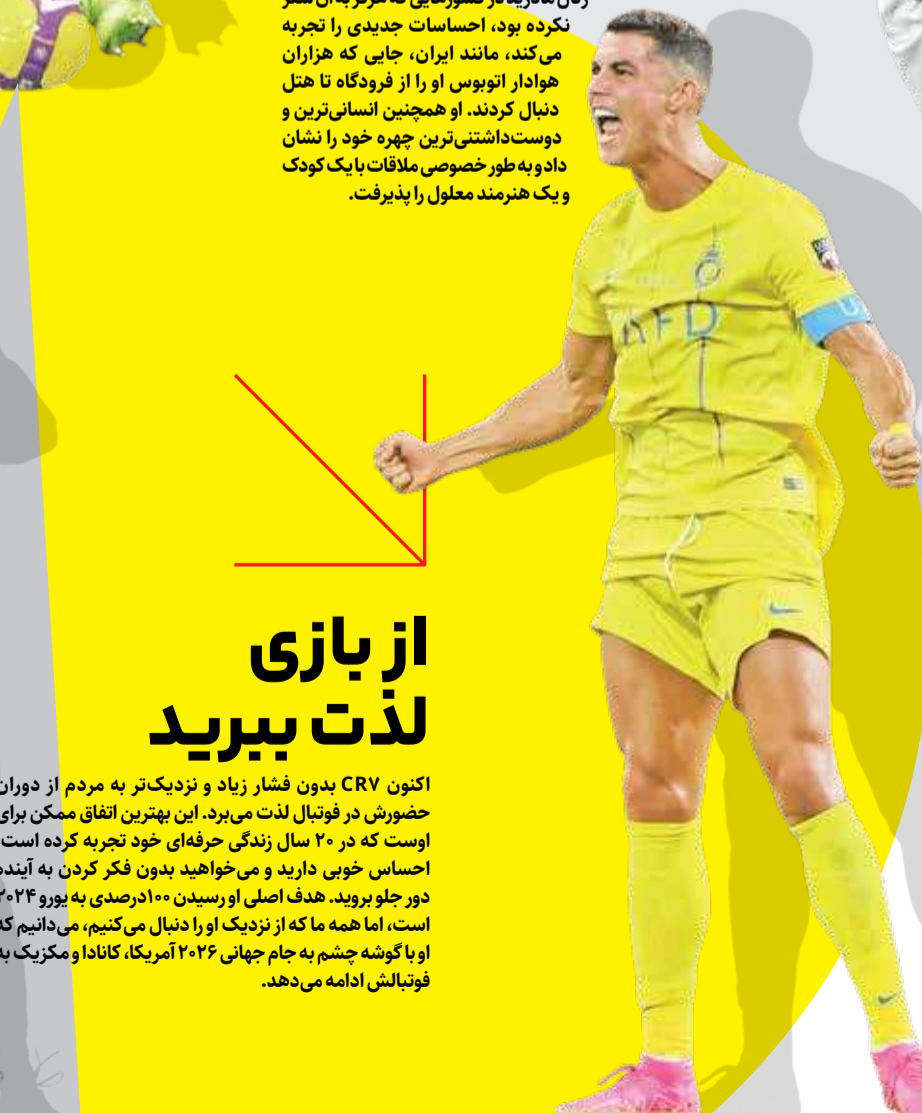 نکرده بود، احساسات جدیدی را تجربه
می‌کند، مانند ایران، جایی که هزاران
هوادار اتوبوس او را از فرودگاه تا هتل
دنبال کردند. او همچنین انسانی‌ترین و
دوست‌داشتنی‌ترین چهره خود را نشان
داد و به طور خصوصی ملاقات با یک کودک
و یک هنرمند معلول را پذیرفت.
از بازی
لذت ببرید
اکنون CR۷ بدون فشار زیاد و نزدیک‌تر به مردم از دوران
حضورش در فوتبال لذت می‌برد. این بهترین اتفاق ممکن برای
اوست که در ۲۰ سال زندگی حرفه‌ای خود تجربه کرده است
احساس خوبی دارید و می‌خواهید بدون فکر کردن به آینده
دور جلو بروید. هدف اصلی او رسیدن ۱۰۰درصدی به یورو ۲۰۲۴
است، اما همه ما که از نزدیک او را دنبال می‌کنیم، می‌دانیم که
او با گوشه چشم به جام جهانی ۲۰۲۶ آمریکا، کانادا و مکزیک به
فوتبالش ادامه می‌دهد.